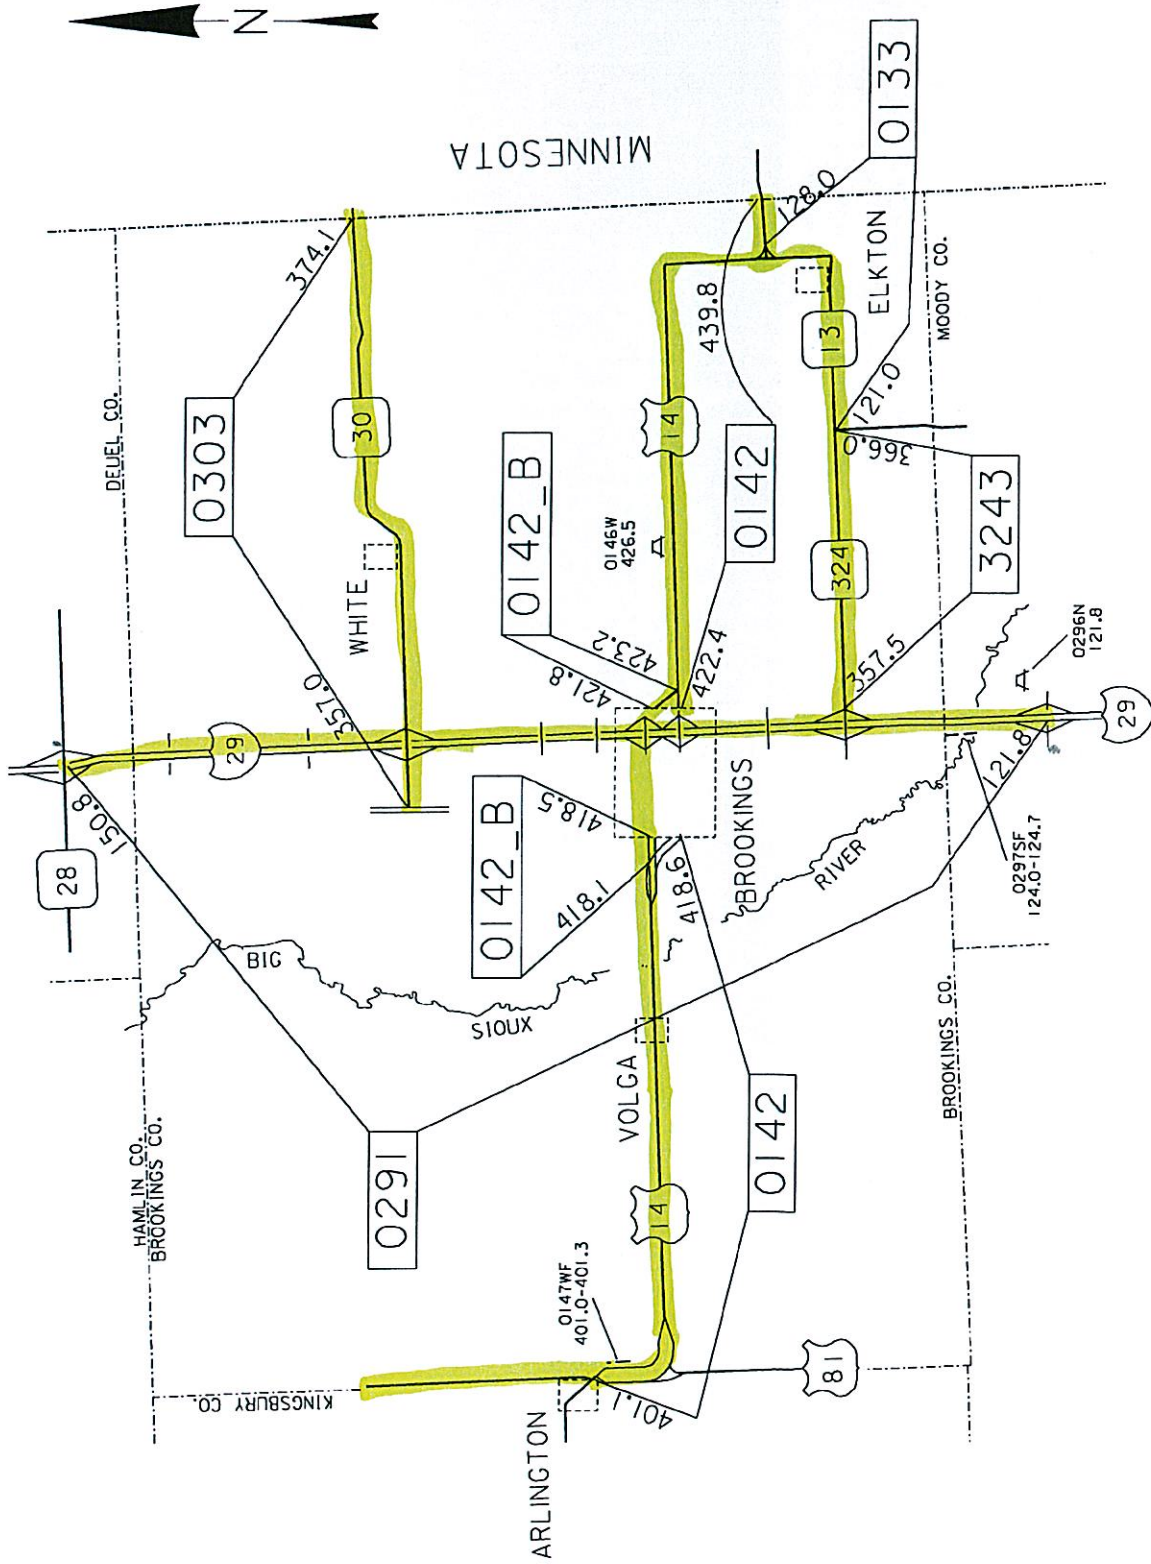 N
MINNESOTA
28
150.8
DEUEL CO.
HAMLIN CO.
BROOKINGS CO.
KINGSBURY CO.
0303
374.1
357.0
29
30
WHITE
BIG
SIOUX
0291
0142_B
421.8
423.2
0146W
426.5
14
439.8
128.0
0133
0142
422.4
0142_B
418.5
418.1
418.6
BROOKINGS
VOLGA
14
0147WF
401.0-401.3
ARLINGTON
401.1
0142
81
RIVER
324
13
ELKTON
121.0
366.0
3243
357.5
MOODY CO.
BROOKINGS CO.
0297SF
124.0-124.7
121.8
0296N
121.8
29